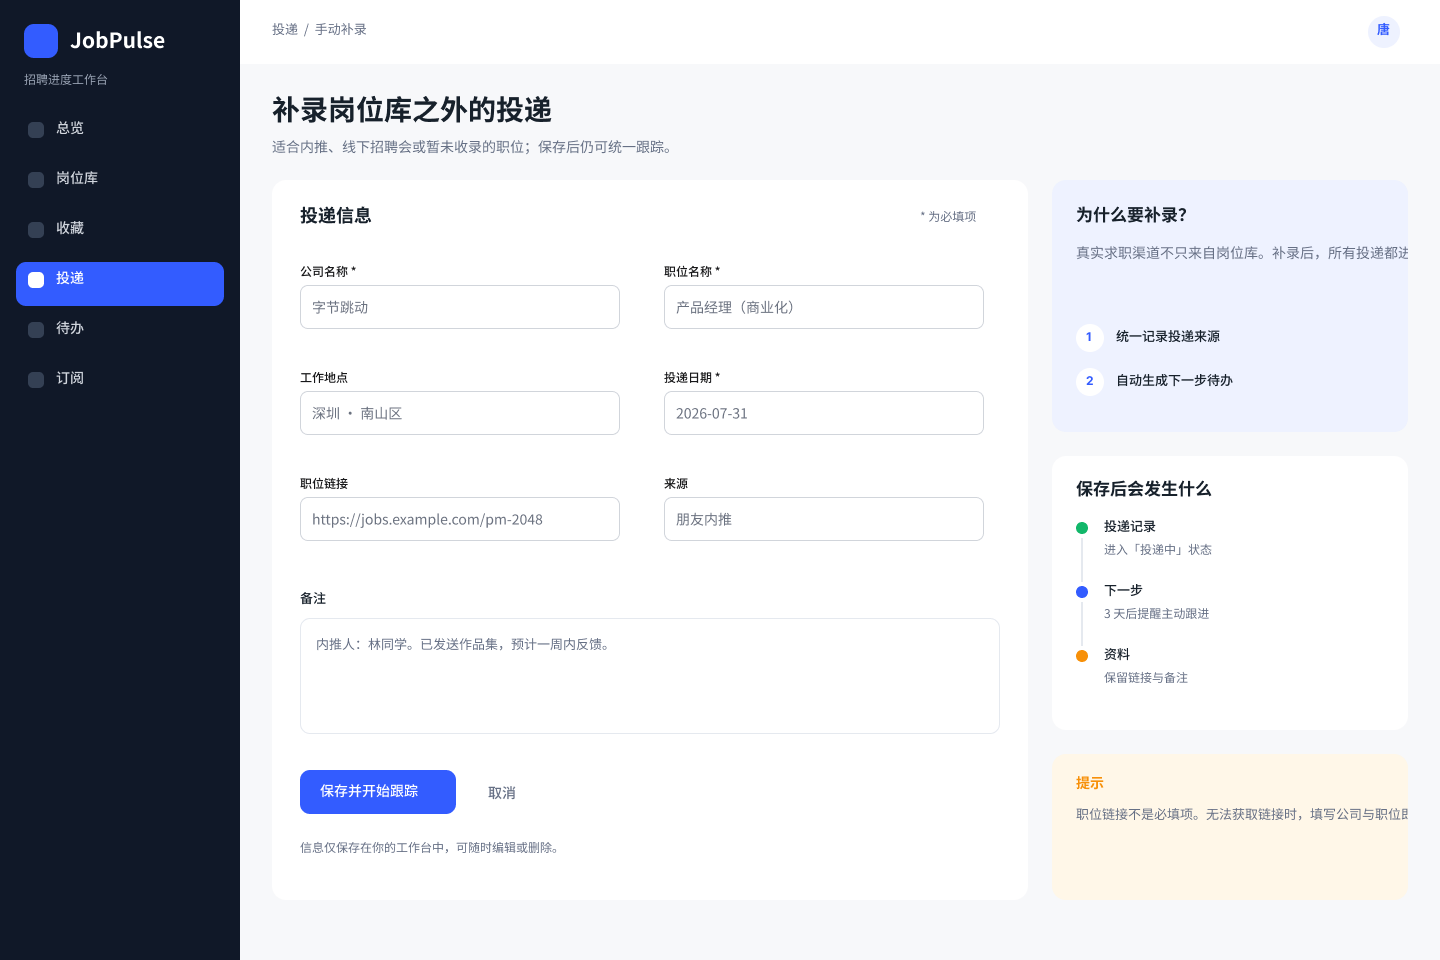 JobPulse
招聘进度工作台
总览
岗位库
收藏
投递
待办
订阅
投递 / 手动补录
唐
补录岗位库之外的投递
适合内推、线下招聘会或暂未收录的职位；保存后仍可统一跟踪。
投递信息
* 为必填项
公司名称 *
字节跳动
职位名称 *
产品经理（商业化）
工作地点
深圳 · 南山区
投递日期 *
2026-07-31
职位链接
https://jobs.example.com/pm-2048
来源
朋友内推
备注
内推人：林同学。已发送作品集，预计一周内反馈。
保存并开始跟踪
取消
信息仅保存在你的工作台中，可随时编辑或删除。
为什么要补录？
真实求职渠道不只来自岗位库。补录后，所有投递都进
1
统一记录投递来源
2
自动生成下一步待办
保存后会发生什么
投递记录
进入「投递中」状态
下一步
3 天后提醒主动跟进
资料
保留链接与备注
提示
职位链接不是必填项。无法获取链接时，填写公司与职位即